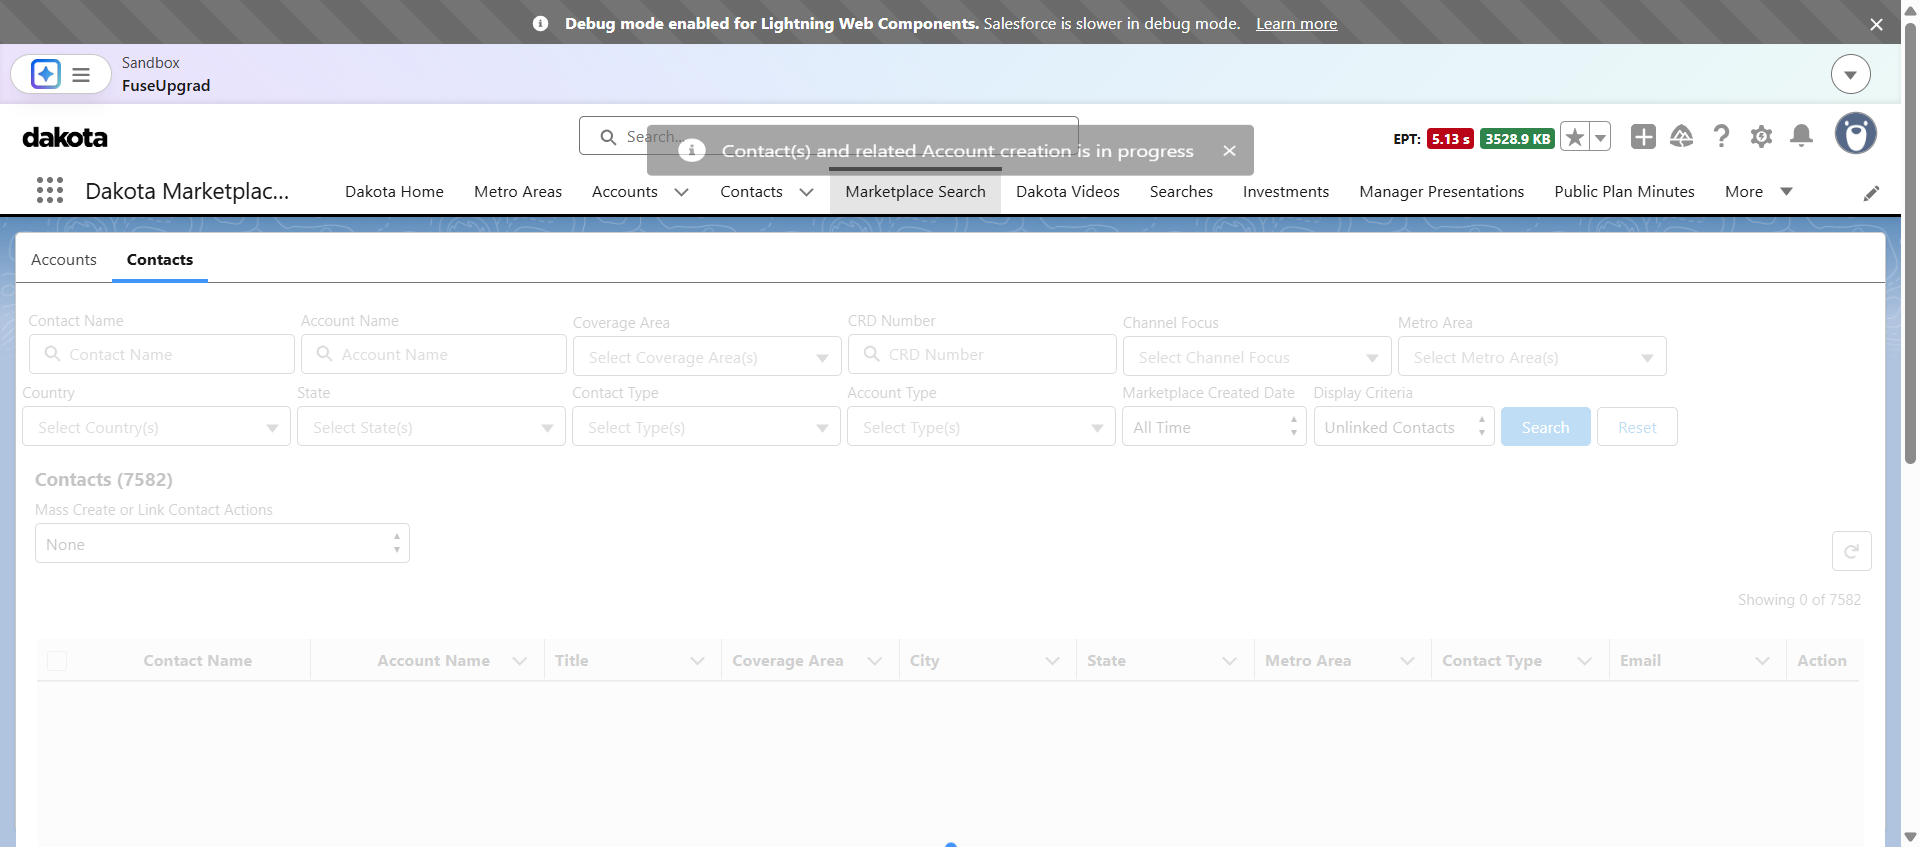 Debug mode enabled for Lightning Web Components. Salesforce is slower in debug mode. Learn more
Sandbox
FuseUpgrad
dakota
Search...
Contact(s) and related Account creation is in progress
EPT: 5.13 s 3528.9 KB
Dakota Marketplac...
Dakota Home
Metro Areas
Accounts
Contacts
Marketplace Search
Dakota Videos
Searches
Investments
Manager Presentations
Public Plan Minutes
More
Accounts
Contacts
Contact Name
Account Name
Coverage Area
CRD Number
Channel Focus
Metro Area
Contact Name
Account Name
Select Coverage Area(s)
CRD Number
Select Channel Focus
Select Metro Area(s)
Country
State
Contact Type
Account Type
Marketplace Created Date
Display Criteria
Select Country(s)
Select State(s)
Select Type(s)
Select Type(s)
All Time
Unlinked Contacts
Search
Reset
Contacts (7582)
Mass Create or Link Contact Actions
None
Showing 0 of 7582
Contact Name
Account Name
Title
Coverage Area
City
State
Metro Area
Contact Type
Email
Action